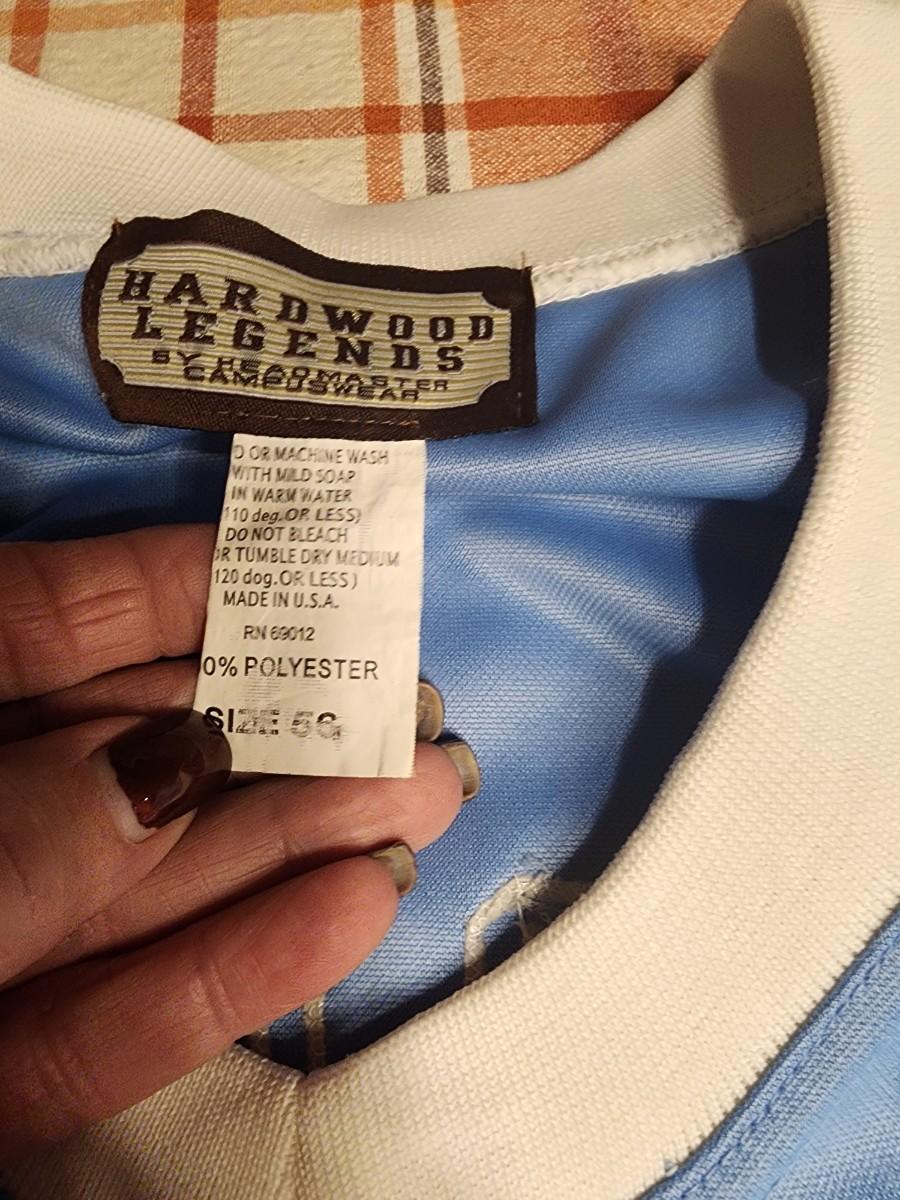 HARDWOOD
LEGENDS
BY HEADMASTER
CAMPUSWEAR
D OR MACHINE WASH
WITH MILD SOAP
IN WARM WATER
110 deg.OR LESS)
DO NOT BLEACH
OR TUMBLE DRY MEDIUM
120 dog.OR LESS)
MADE IN U.S.A.
RN 69012
0% POLYESTER
SIZE